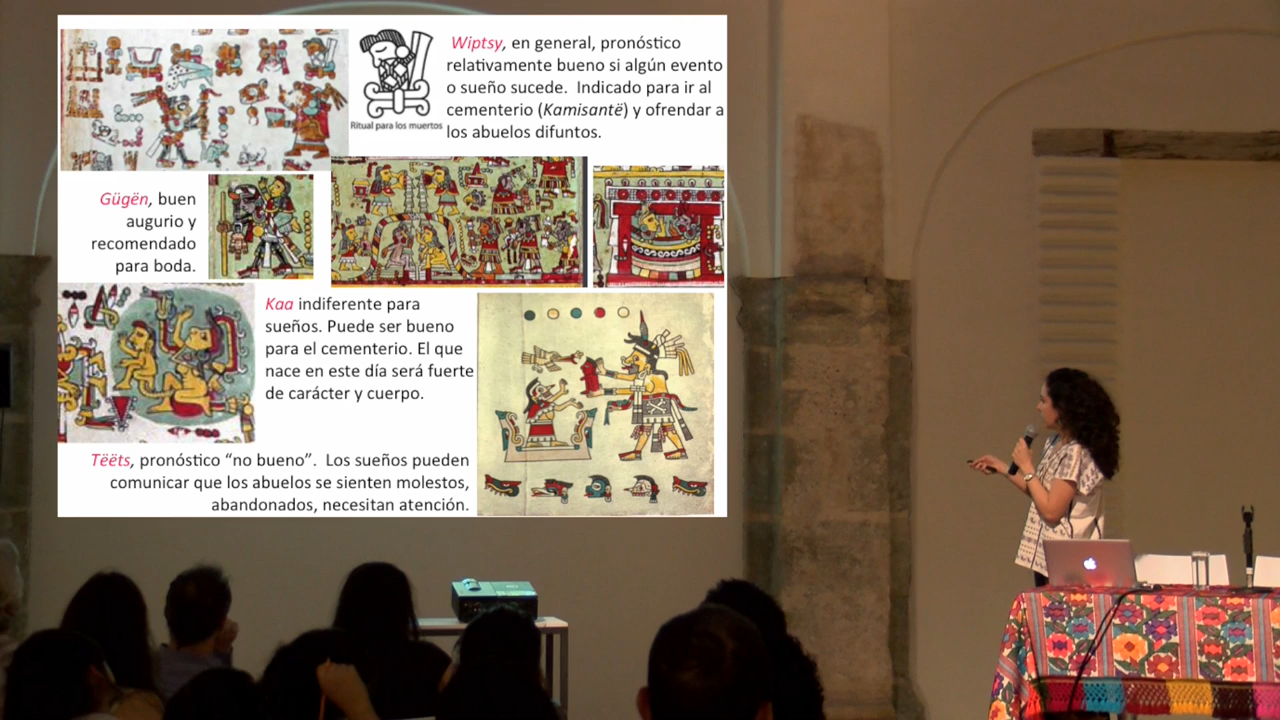 Wiptsy, en general, pronóstico
relativamente bueno si algún evento
o sueño sucede. Indicado para ir al
cementerio (Kamisantë) y ofrendar a
los abuelos difuntos.
Ritual para los muertos
Gügën, buen
augurio y
recomendado
para boda.
Kaa indiferente para
sueños. Puede ser bueno
para el cementerio. El que
nace en este día será fuerte
de carácter y cuerpo.
Tëëts, pronóstico “no bueno”. Los sueños pueden
comunicar que los abuelos se sienten molestos,
abandonados, necesitan atención.